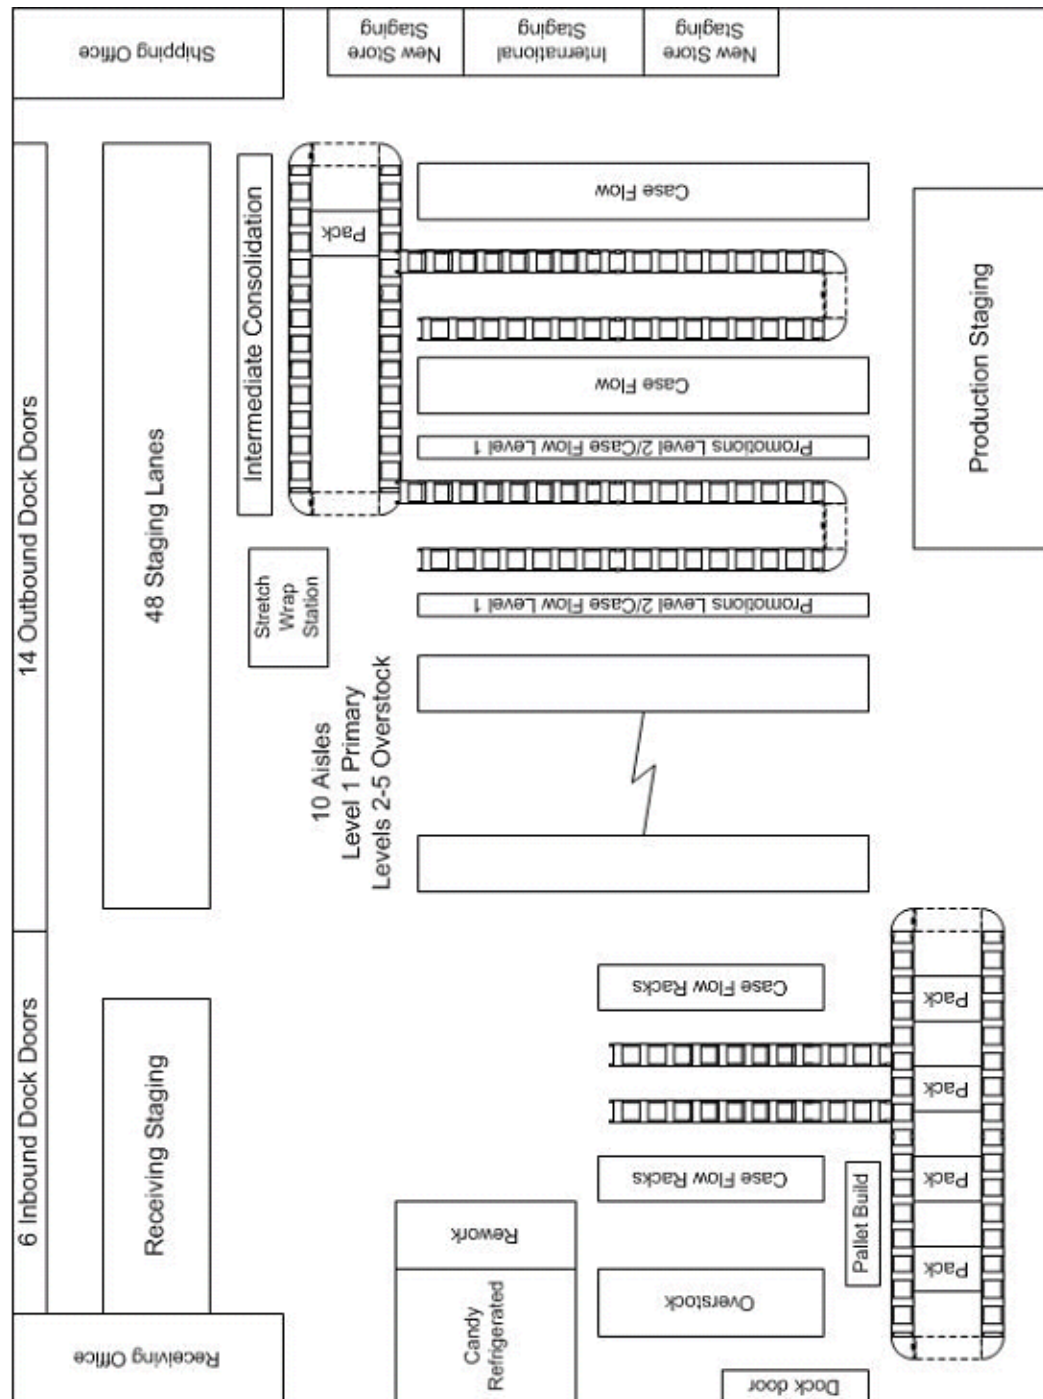 Shipping Office
New Store
Staging
International
Staging
New Store
Staging
14 Outbound Dock Doors
48 Staging Lanes
Intermediate Consolidation
Pack
Case Flow
Case Flow
Promotions Level 2/Case Flow Level 1
Promotions Level 2/Case Flow Level 1
Production Staging
Stretch
Wrap
Station
10 Aisles
Level 1 Primary
Levels 2-5 Overstock
6 Inbound Dock Doors
Receiving Staging
Receiving Office
Case Flow Racks
Case Flow Racks
Pack
Pack
Pack
Pack
Pallet Build
Rework
Candy
Refrigerated
Overstock
Dock door